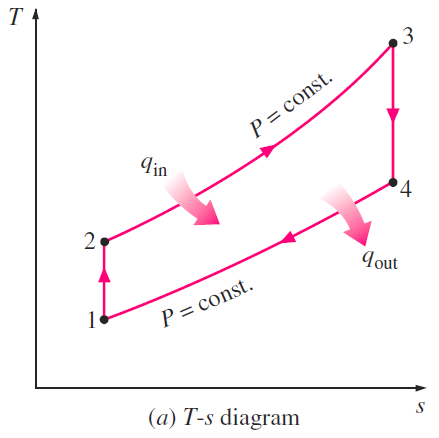 T
3
P = const.
q_in
4
2
q_out
1
P = const.
s
(a) T-s diagram